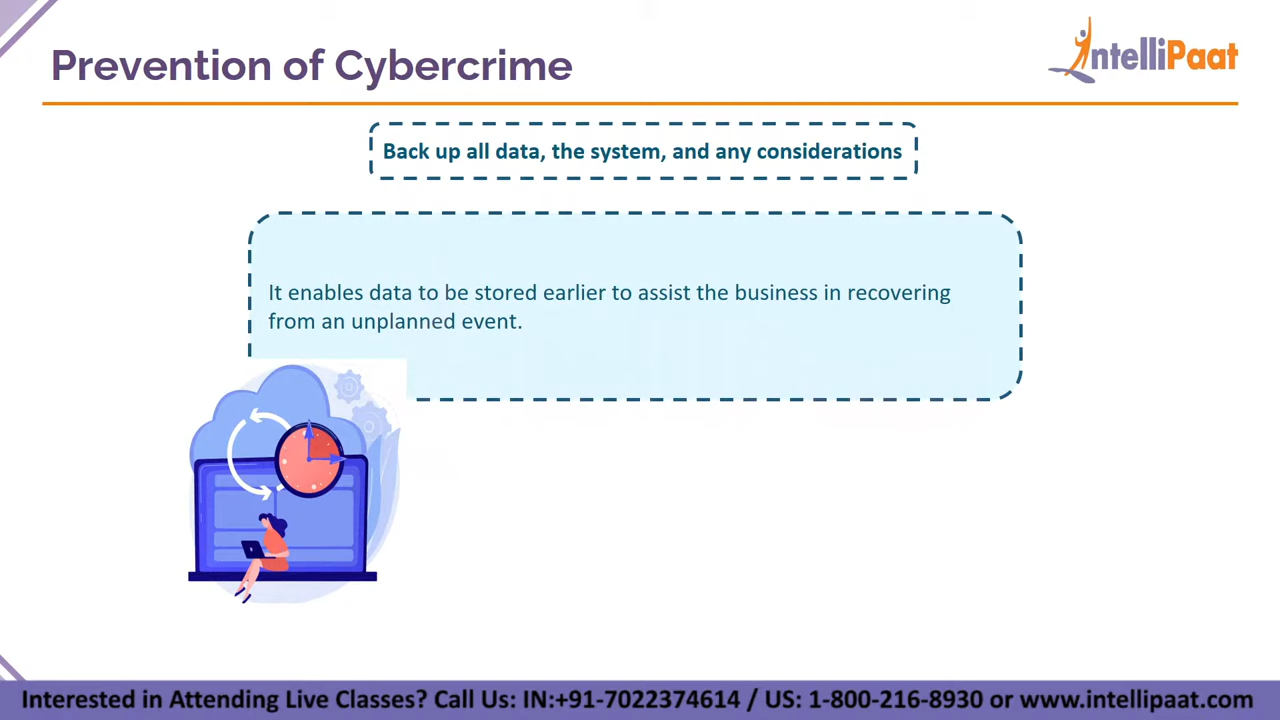 Prevention of Cybercrime
IntelliPaat
Back up all data, the system, and any considerations
It enables data to be stored earlier to assist the business in recovering
from an unplanned event.
Interested in Attending Live Classes? Call Us: IN:+91-7022374614 / US: 1-800-216-8930 or www.intellipaat.com